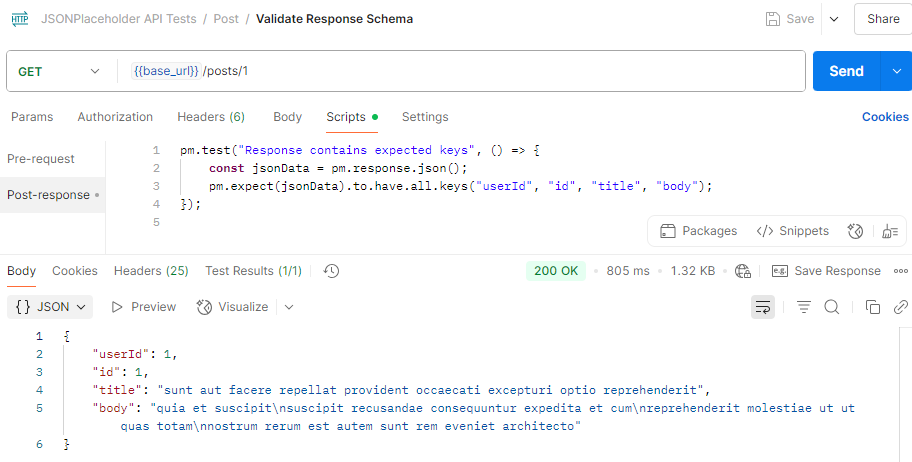 HTTP JSONPlaceholder API Tests / Post / Validate Response Schema Save Share
GET {{base_url}} /posts/1 Send
Params Authorization Headers (6) Body Scripts Settings Cookies
Pre-request
Post-response
1 pm.test("Response contains expected keys", () => {
2 const jsonData = pm.response.json();
3 pm.expect(jsonData).to.have.all.keys("userId", "id", "title", "body");
4 });
5
Packages </> Snippets
Body Cookies Headers (25) Test Results (1/1) 200 OK 805 ms 1.32 KB e.g. Save Response
{} JSON Preview Visualize
1 {
2 "userId": 1,
3 "id": 1,
4 "title": "sunt aut facere repellat provident occaecati excepturi optio reprehenderit",
5 "body": "quia et suscipit\nsuscipit recusandae consequuntur expedita et cum\nreprehenderit molestiae ut ut
quas totam\nnostrum rerum est autem sunt rem eveniet architecto"
6 }